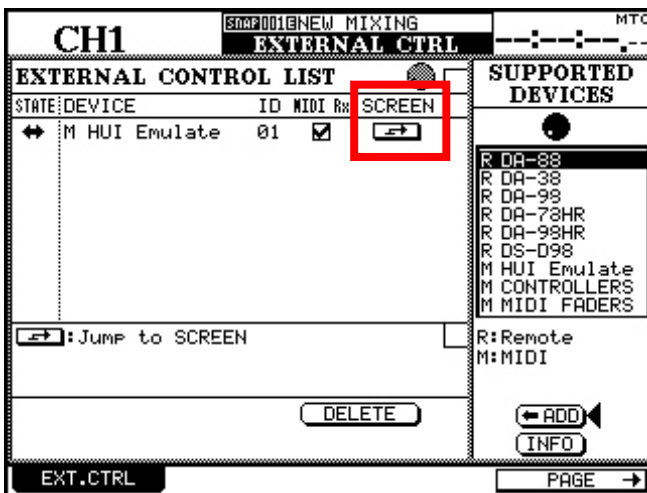 CH1
SNAP001 NEW MIXING
EXTERNAL CTRL
MTC
--:--:--.--
EXTERNAL CONTROL LIST
STATE DEVICE ID MIDI Rx SCREEN
M HUI Emulate 01
SUPPORTED
DEVICES
R DA-88
R DA-38
R DA-98
R DA-78HR
R DA-98HR
R DS-D98
M HUI Emulate
M CONTROLLERS
M MIDI FADERS
:Jump to SCREEN
R:Remote
M:MIDI
DELETE
←ADD
INFO
EXT.CTRL
PAGE →